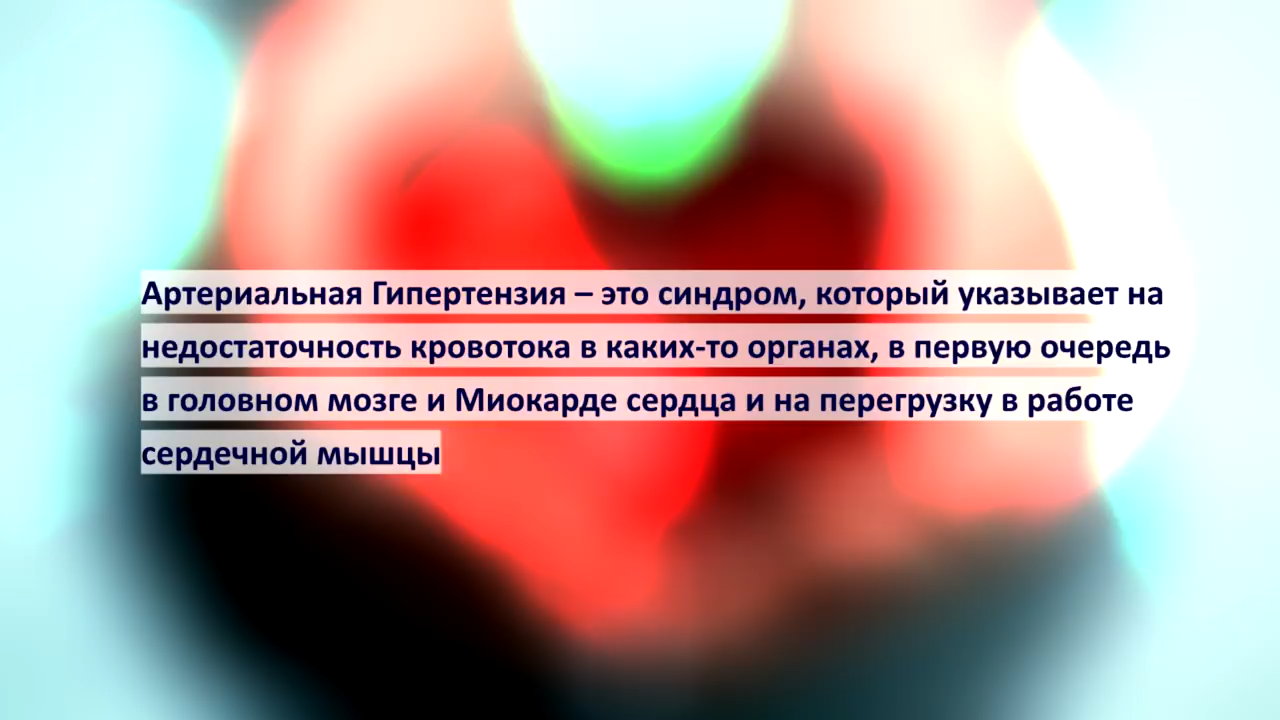 Артериальная Гипертензия – это синдром, который указывает на
недостаточность кровотока в каких-то органах, в первую очередь
в головном мозге и Миокарде сердца и на перегрузку в работе
сердечной мышцы